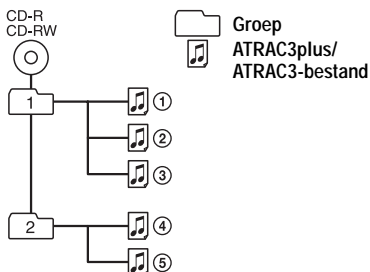 CD-R
CD-RW
Groep
ATRAC3plus/
ATRAC3-bestand
1
①
②
③
2
④
⑤